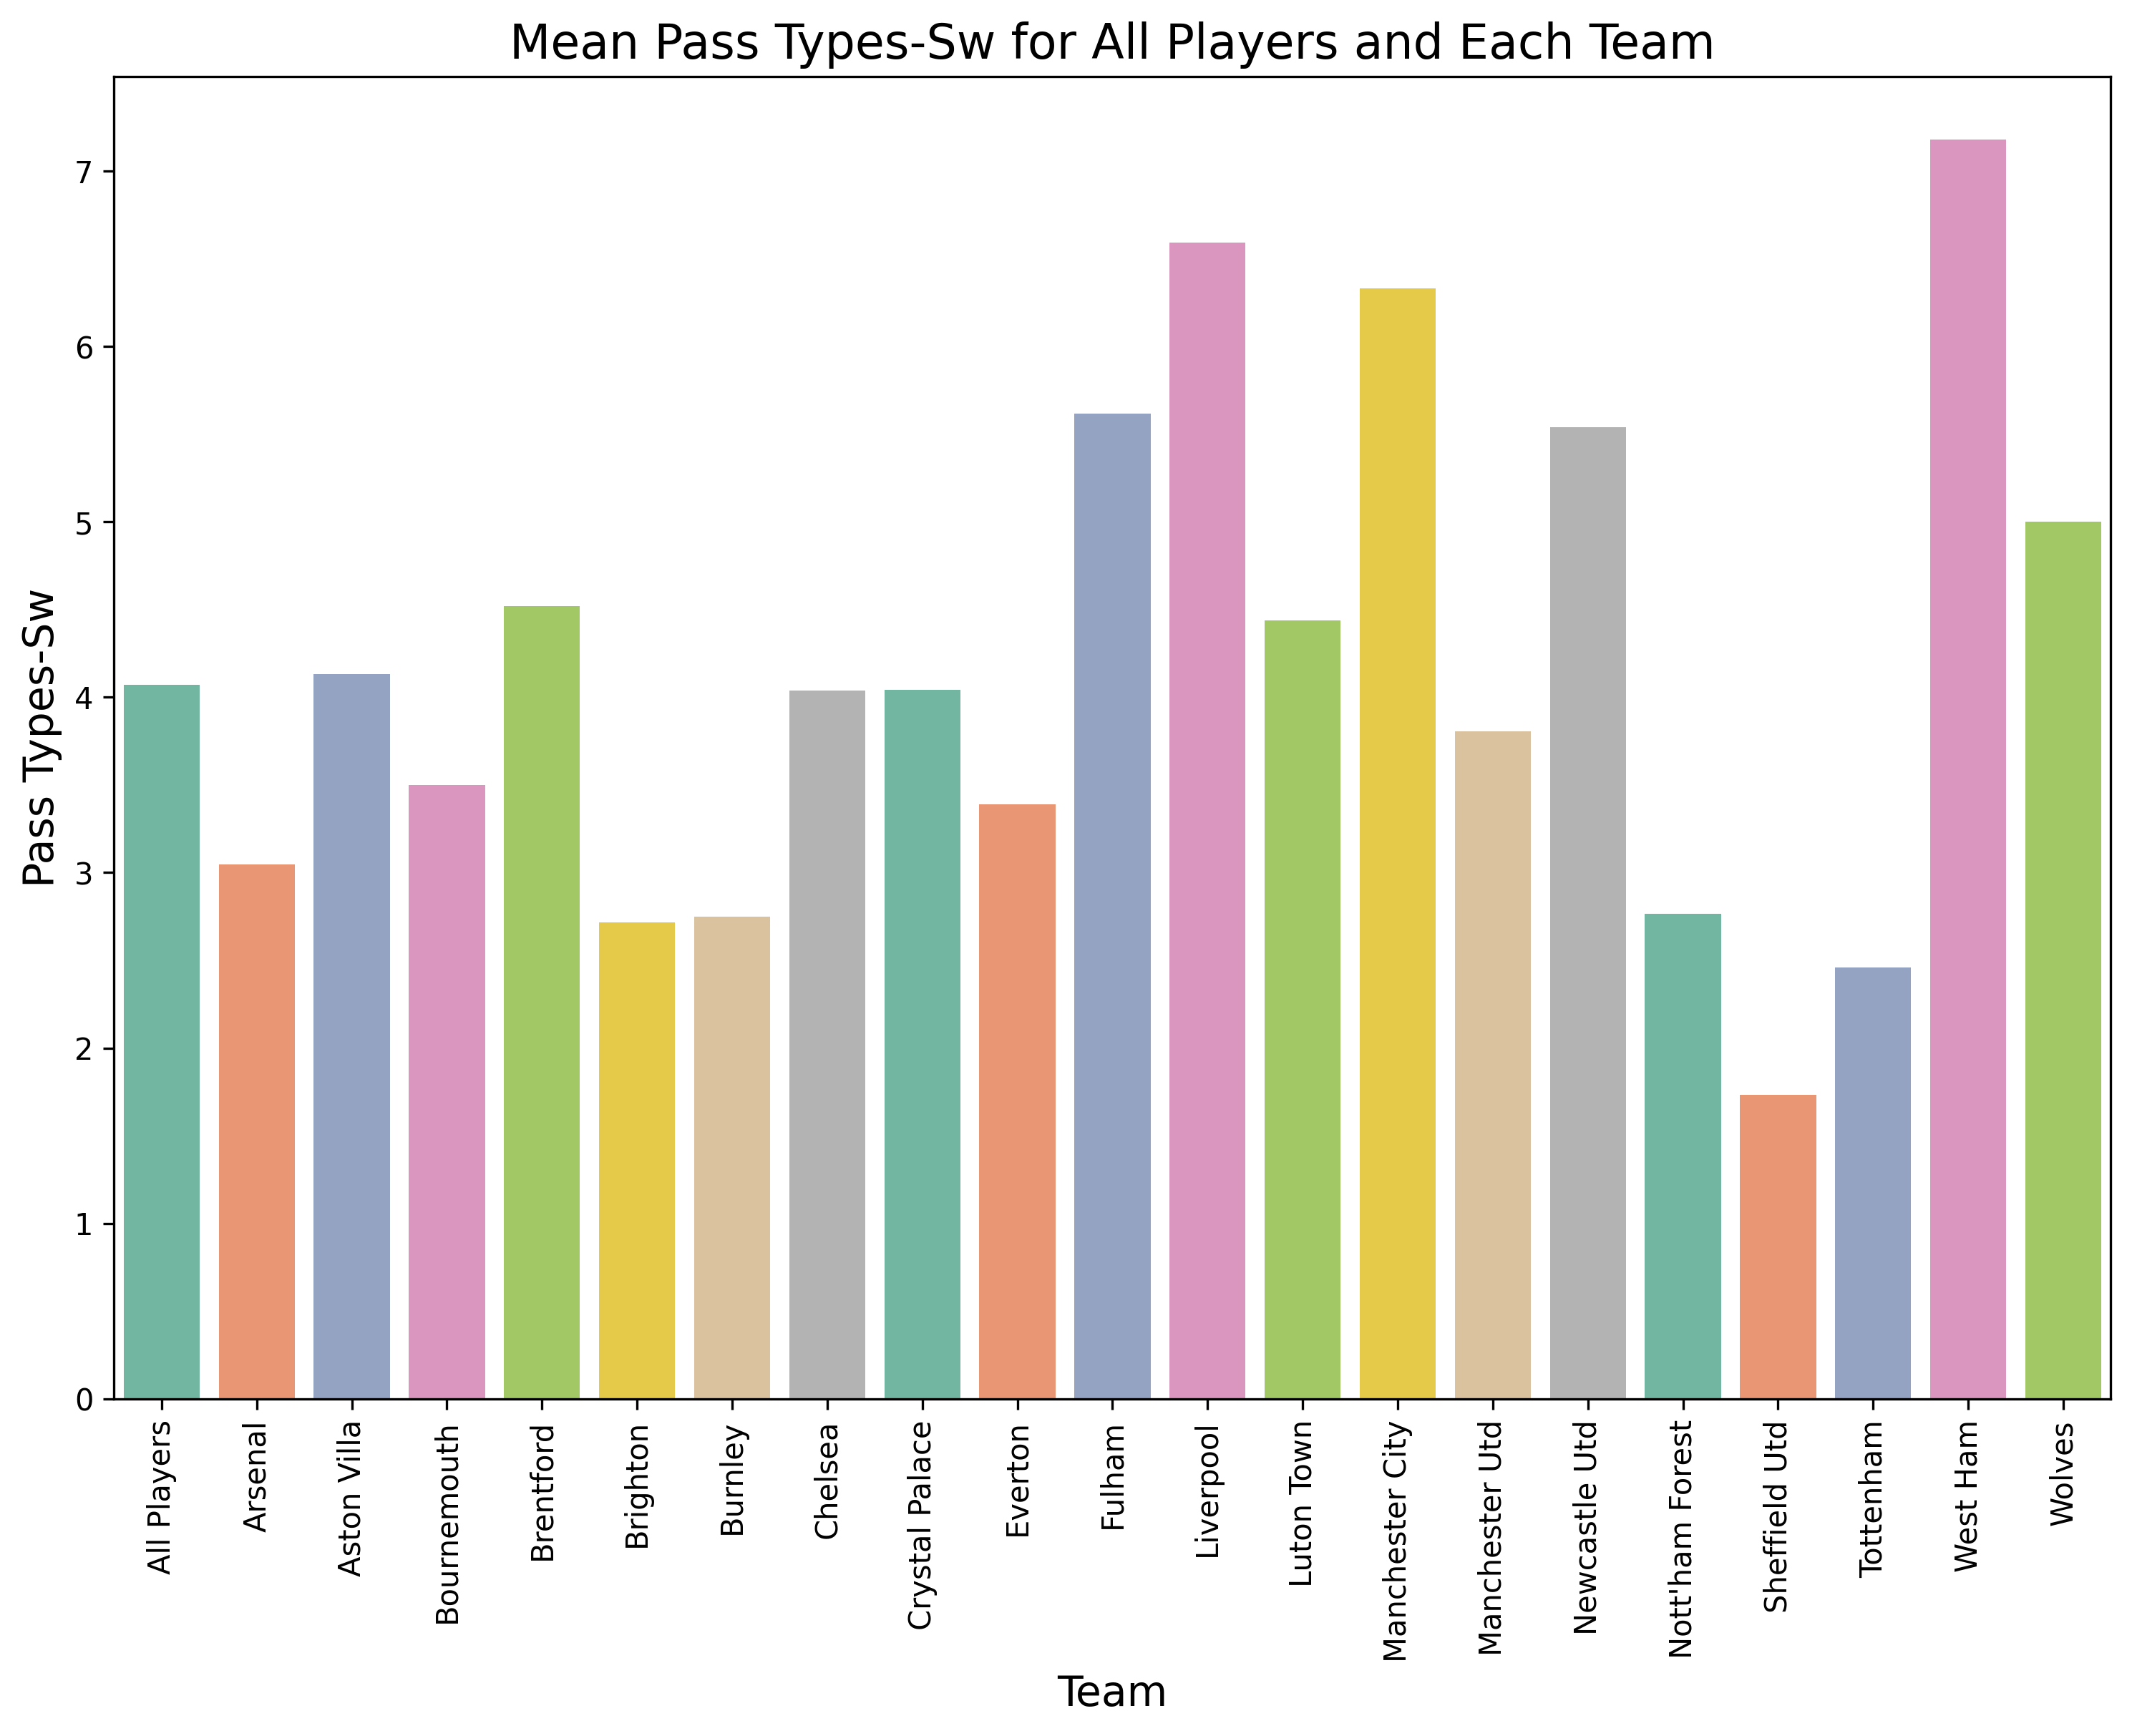 Mean Pass Types-Sw for All Players and Each Team
Pass Types-Sw
7
6
5
4
3
2
1
0
All Players
Arsenal
Aston Villa
Bournemouth
Brentford
Brighton
Burnley
Chelsea
Crystal Palace
Everton
Fulham
Liverpool
Luton Town
Manchester City
Manchester Utd
Newcastle Utd
Nott'ham Forest
Sheffield Utd
Tottenham
West Ham
Wolves
Team